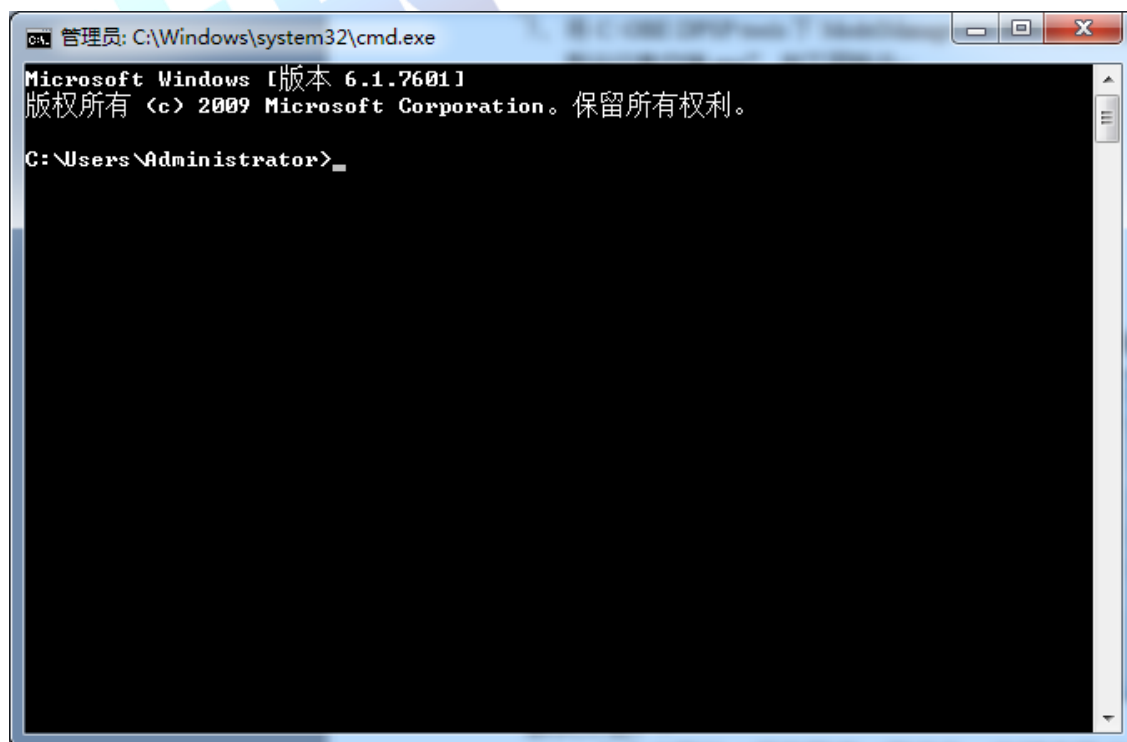 管理员: C:\Windows\system32\cmd.exe
Microsoft Windows [版本 6.1.7601]
版权所有 (c) 2009 Microsoft Corporation。保留所有权利。
C:\Users\Administrator>_